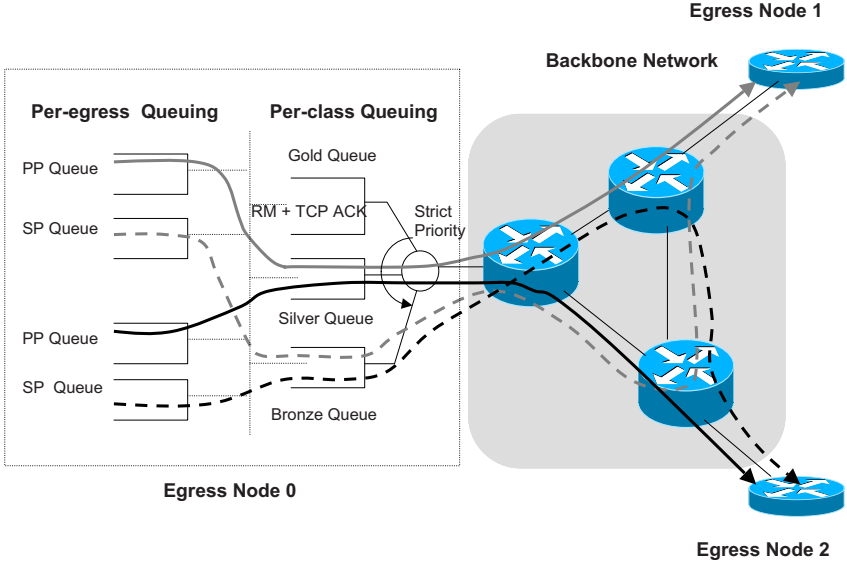 Egress Node 1
Backbone Network
Per-egress Queuing
Per-class Queuing
Gold Queue
PP Queue
RM + TCP ACK
Strict
Priority
SP Queue
Silver Queue
PP Queue
SP Queue
Bronze Queue
Egress Node 0
Egress Node 2